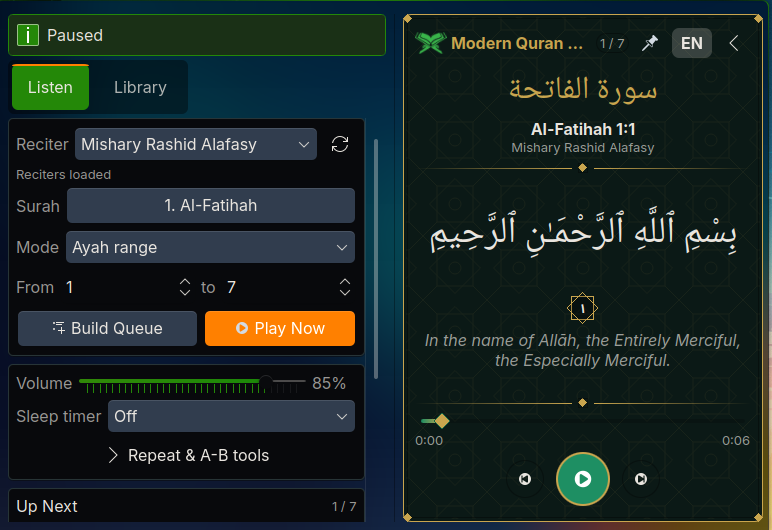 Paused
Listen
Library
Reciter Mishary Rashid Alafasy
Reciters loaded
Surah 1. Al-Fatihah
Mode Ayah range
From 1 to 7
Build Queue
Play Now
Volume 85%
Sleep timer Off
Repeat & A-B tools
Up Next 1 / 7
Modern Quran ... 1 / 7 EN
سورة الفاتحة
Al-Fatihah 1:1
Mishary Rashid Alafasy
بِسْمِ ٱللَّهِ ٱلرَّحْمَـٰنِ ٱلرَّحِيمِ
١
In the name of Allāh, the Entirely Merciful,
the Especially Merciful.
0:00 0:06